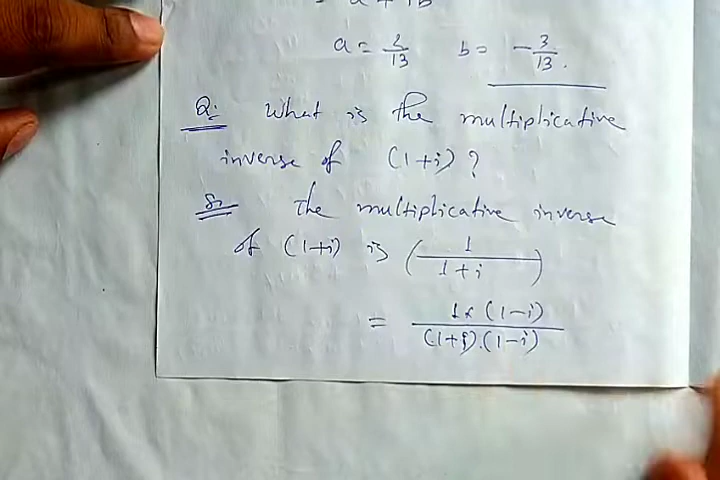 = a + ib
a = 2/13 b = -3/13.
Q: What is the multiplicative
inverse of (1+i)?
S: The multiplicative inverse
of (1+i) is (1/1+i)
= 1×(1-i)/(1+i).(1-i)